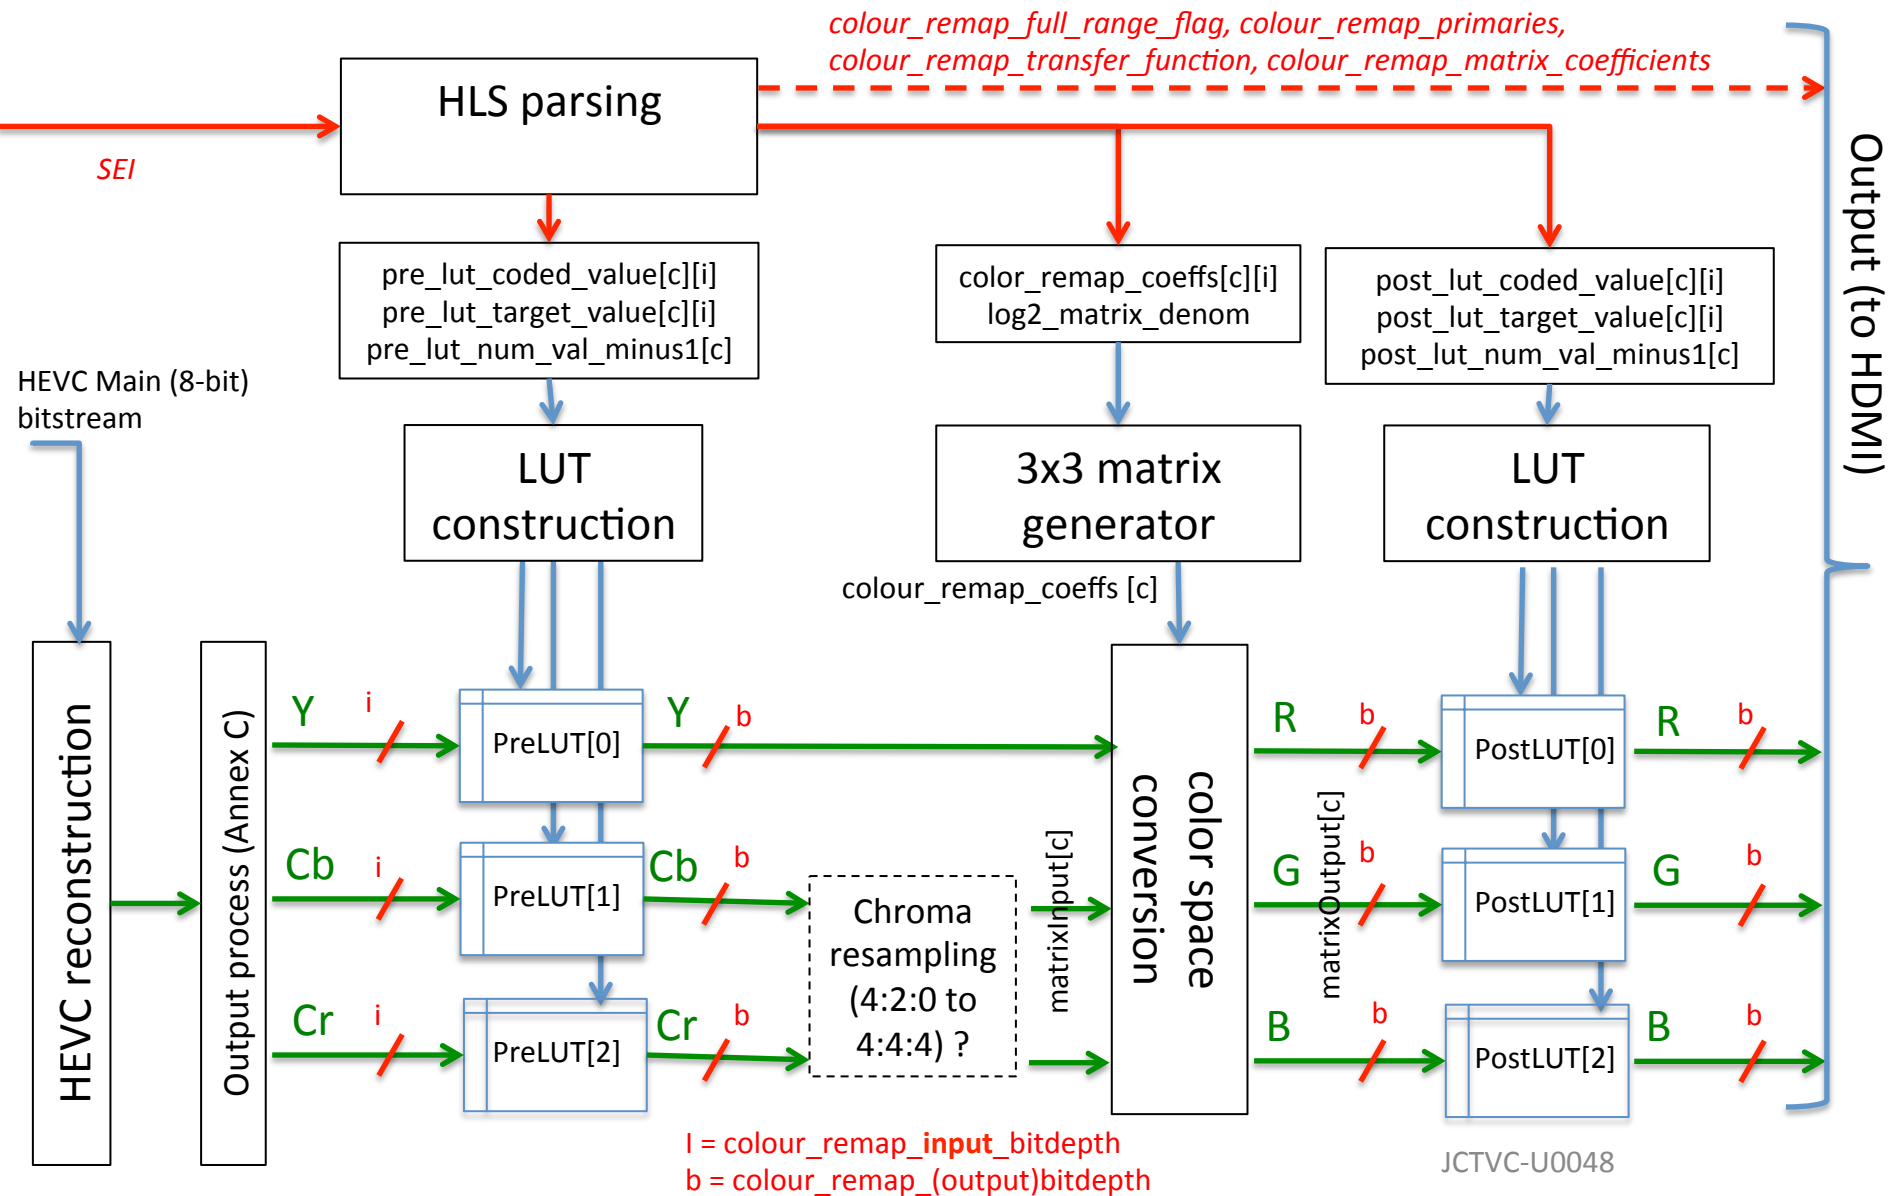 colour_remap_full_range_flag, colour_remap_primaries,
colour_remap_transfer_function, colour_remap_matrix_coefficients
HLS parsing
SEI
Output (to HDMI)
pre_lut_coded_value[c][i]
pre_lut_target_value[c][i]
pre_lut_num_val_minus1[c]
color_remap_coeffs[c][i]
log2_matrix_denom
post_lut_coded_value[c][i]
post_lut_target_value[c][i]
post_lut_num_val_minus1[c]
HEVC Main (8-bit)
bitstream
LUT
construction
3x3 matrix
generator
LUT
construction
colour_remap_coeffs [c]
HEVC reconstruction
Output process (Annex C)
Y
i
PreLUT[0]
Y
b
color space
conversion
R
b
PostLUT[0]
R
b
Cb
i
PreLUT[1]
Cb
b
Chroma
resampling
(4:2:0 to
4:4:4) ?
matrixInput[c]
G
b
matrixOutput[c]
PostLUT[1]
G
b
Cr
i
PreLUT[2]
Cr
b
B
b
PostLUT[2]
B
b
I = colour_remap_input_bitdepth
b = colour_remap_(output)bitdepth
JCTVC-U0048